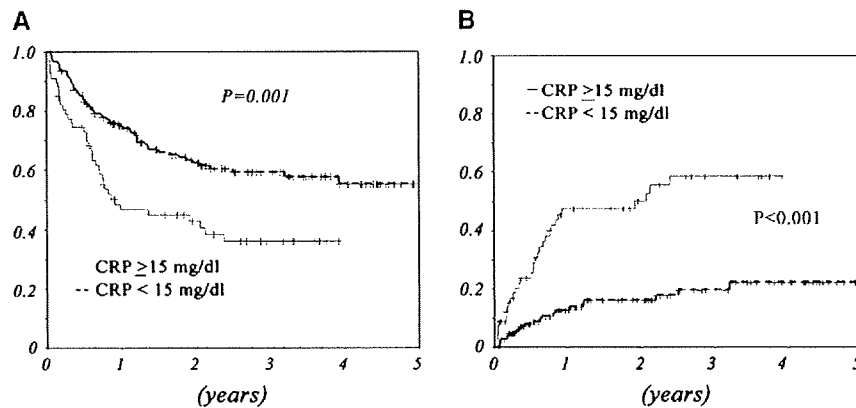 A
1.0
0.8
0.6
0.4
0.2
0
P=0.001
CRP ≥15 mg/dl
CRP < 15 mg/dl
0 1 2 3 4 5
(years)
B
1.0
0.8
0.6
0.4
0.2
0
CRP ≥15 mg/dl
CRP < 15 mg/dl
P<0.001
0 1 2 3 4 5
(years)